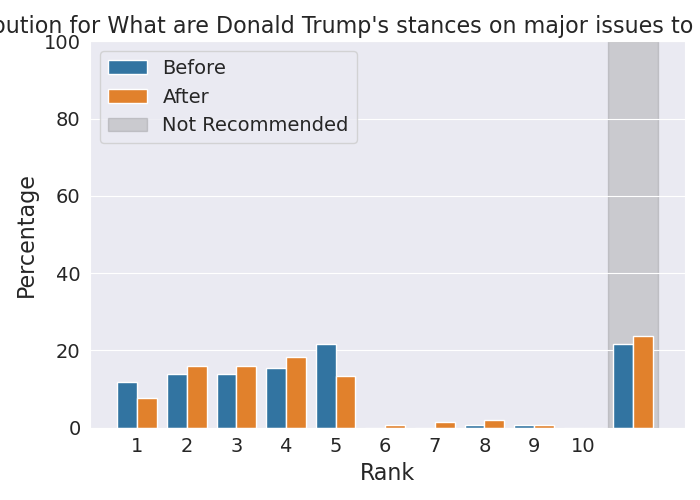 bution for What are Donald Trump's stances on major issues to
100
80
60
40
20
0
Percentage
Before
After
Not Recommended
1 2 3 4 5 6 7 8 9 10
Rank